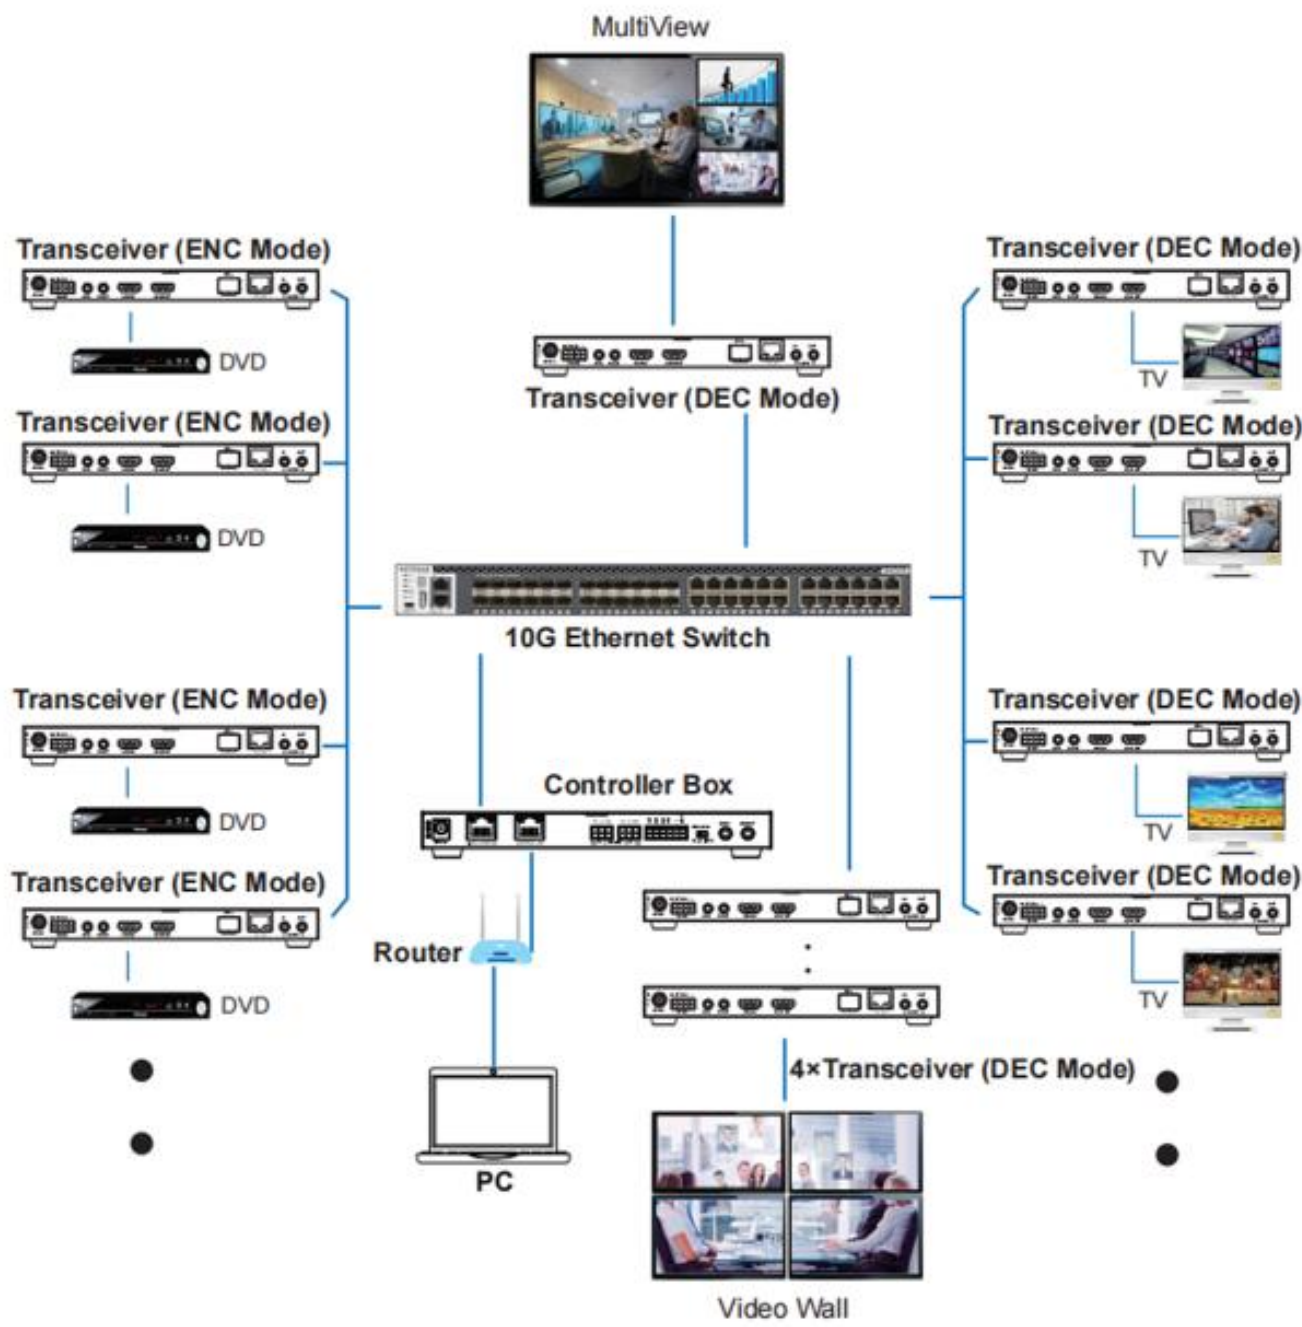 MultiView
Transceiver (ENC Mode)
DVD
Transceiver (ENC Mode)
DVD
Transceiver (DEC Mode)
Transceiver (DEC Mode)
TV
Transceiver (DEC Mode)
TV
10G Ethernet Switch
Transceiver (ENC Mode)
DVD
Transceiver (ENC Mode)
DVD
Controller Box
Router
PC
Transceiver (DEC Mode)
TV
Transceiver (DEC Mode)
TV
4×Transceiver (DEC Mode)
Video Wall